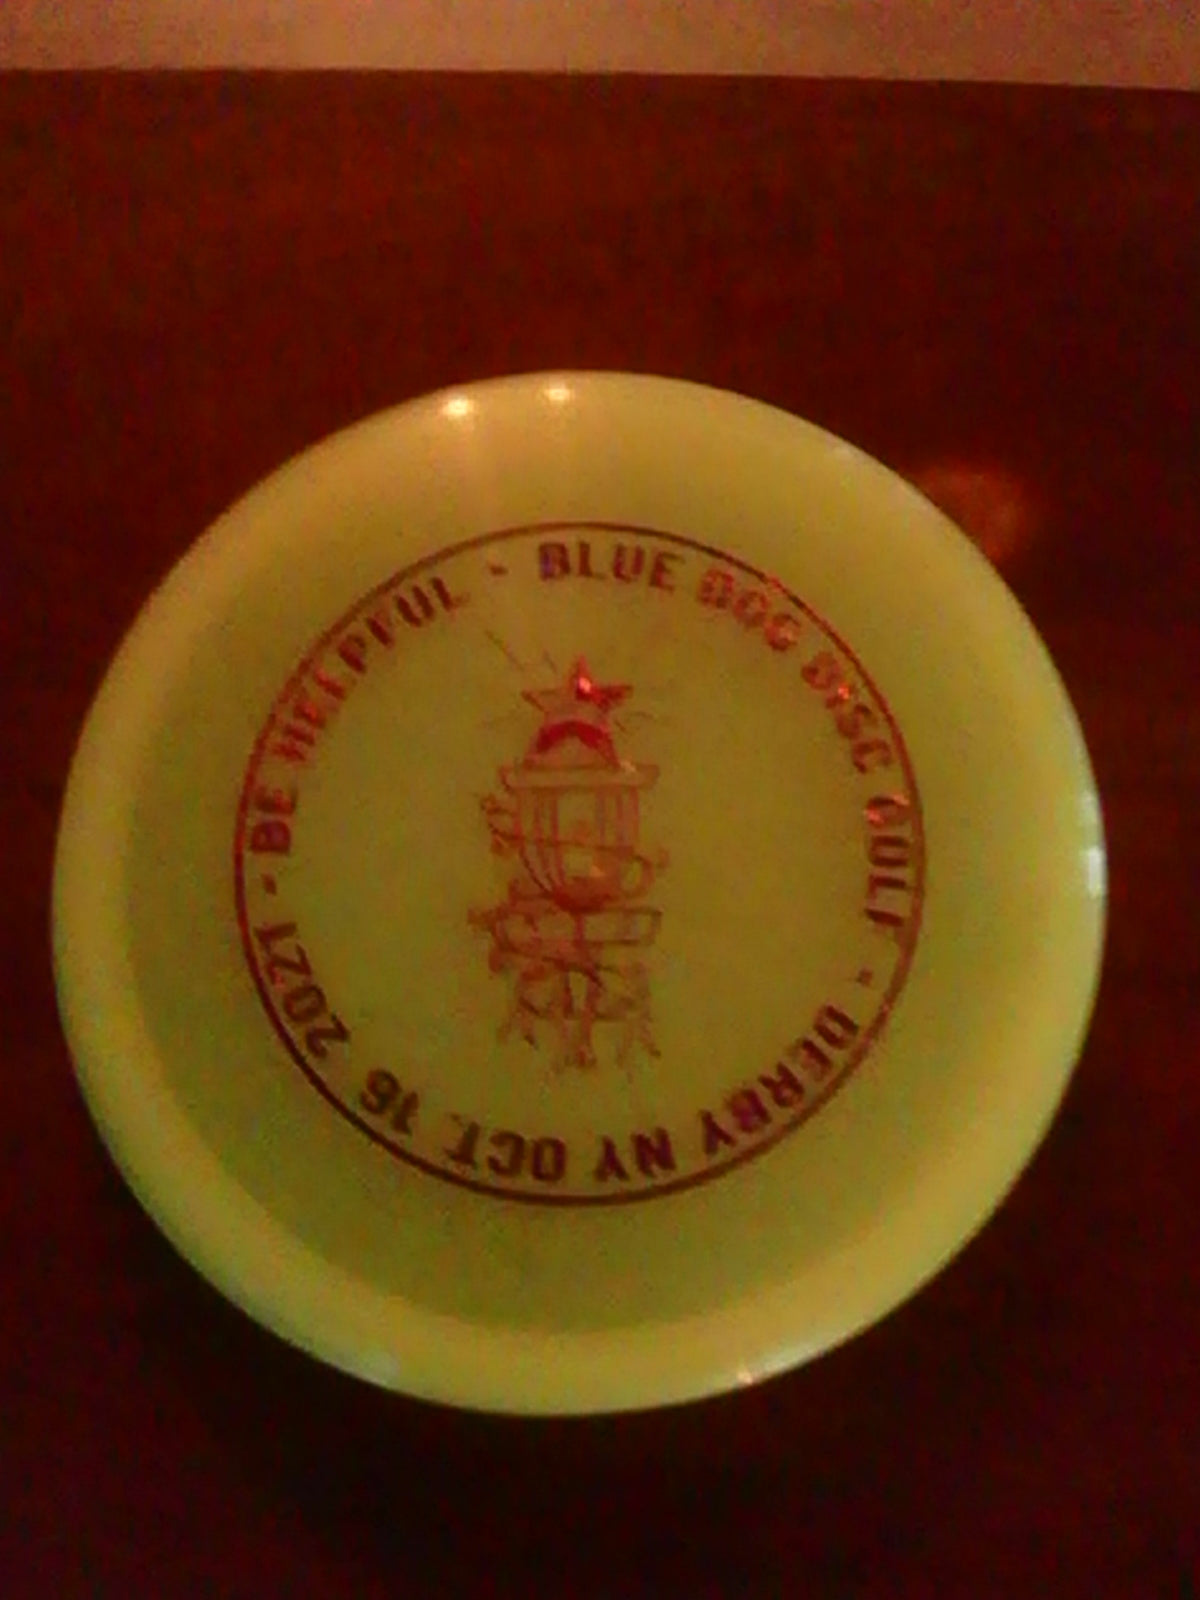 BLUE DOG DISC GOLF - DERBY NY OCT. 16 2021 - BE HELPFUL -